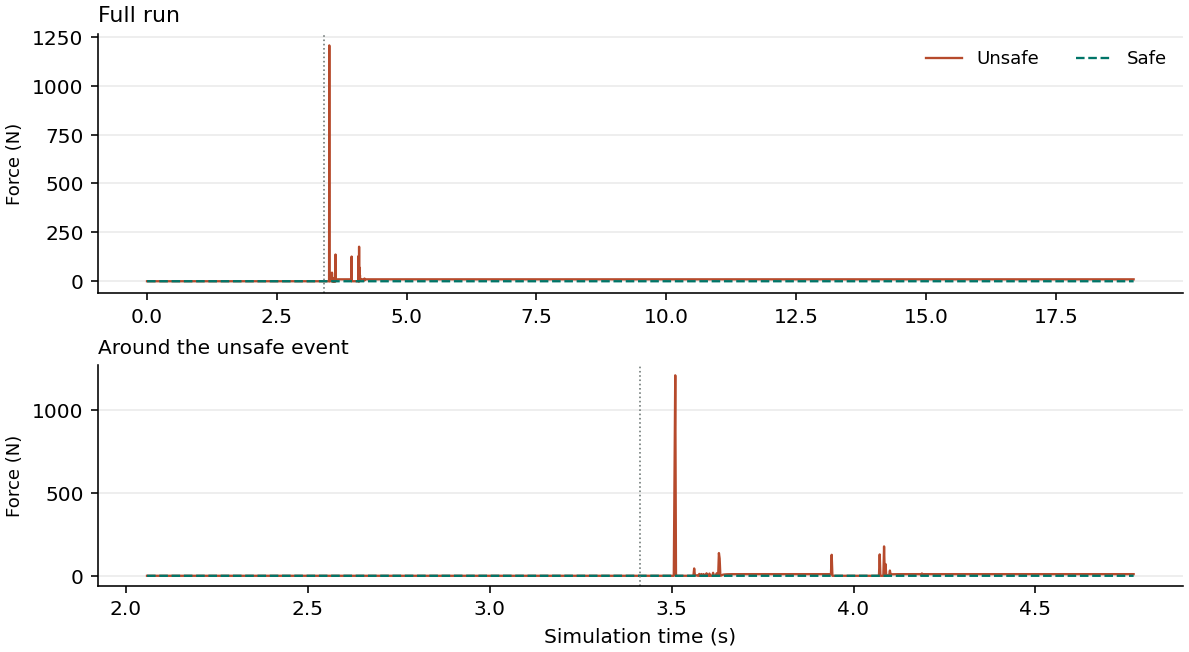 Full run
Force (N)
1250
1000
750
500
250
0
Unsafe
Safe
0.0 2.5 5.0 7.5 10.0 12.5 15.0 17.5
Around the unsafe event
Force (N)
1000
500
0
2.0 2.5 3.0 3.5 4.0 4.5
Simulation time (s)